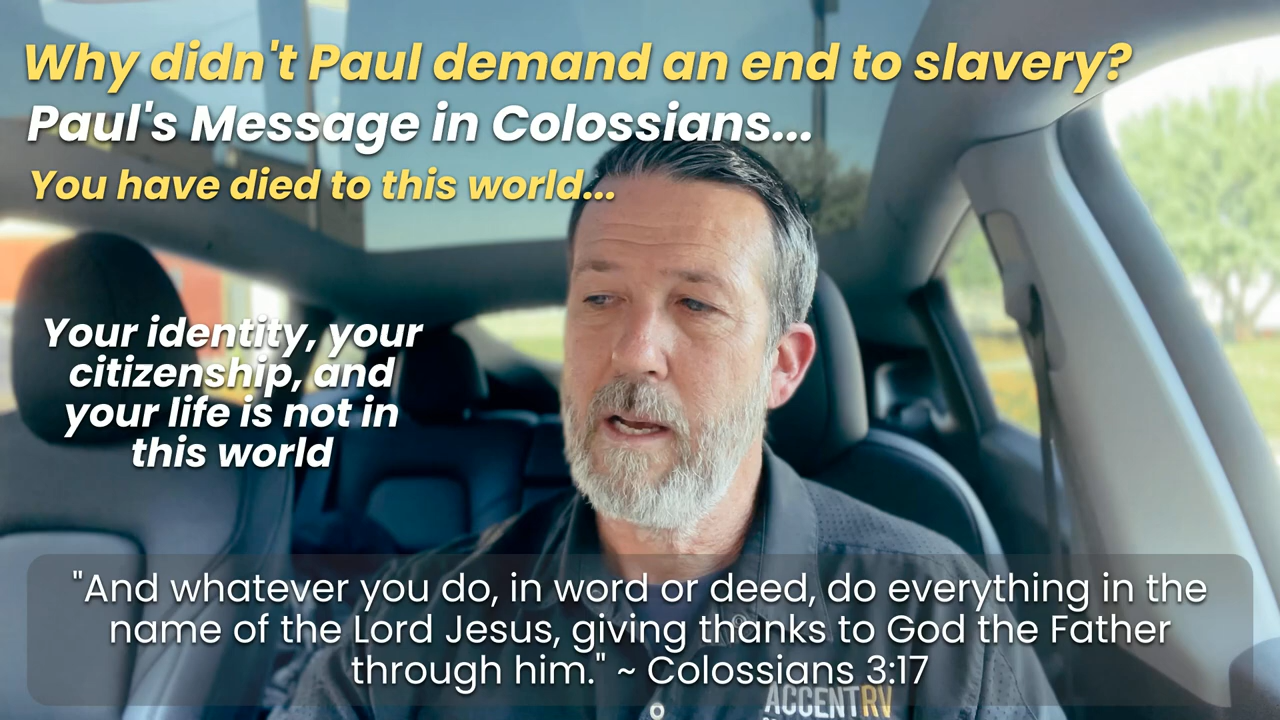 Why didn't Paul demand an end to slavery?
Paul's Message in Colossians...
You have died to this world...
Your identity, your
citizenship, and
your life is not in
this world
"And whatever you do, in word or deed, do everything in the
name of the Lord Jesus, giving thanks to God the Father
through him." ~ Colossians 3:17
ACCENTRV